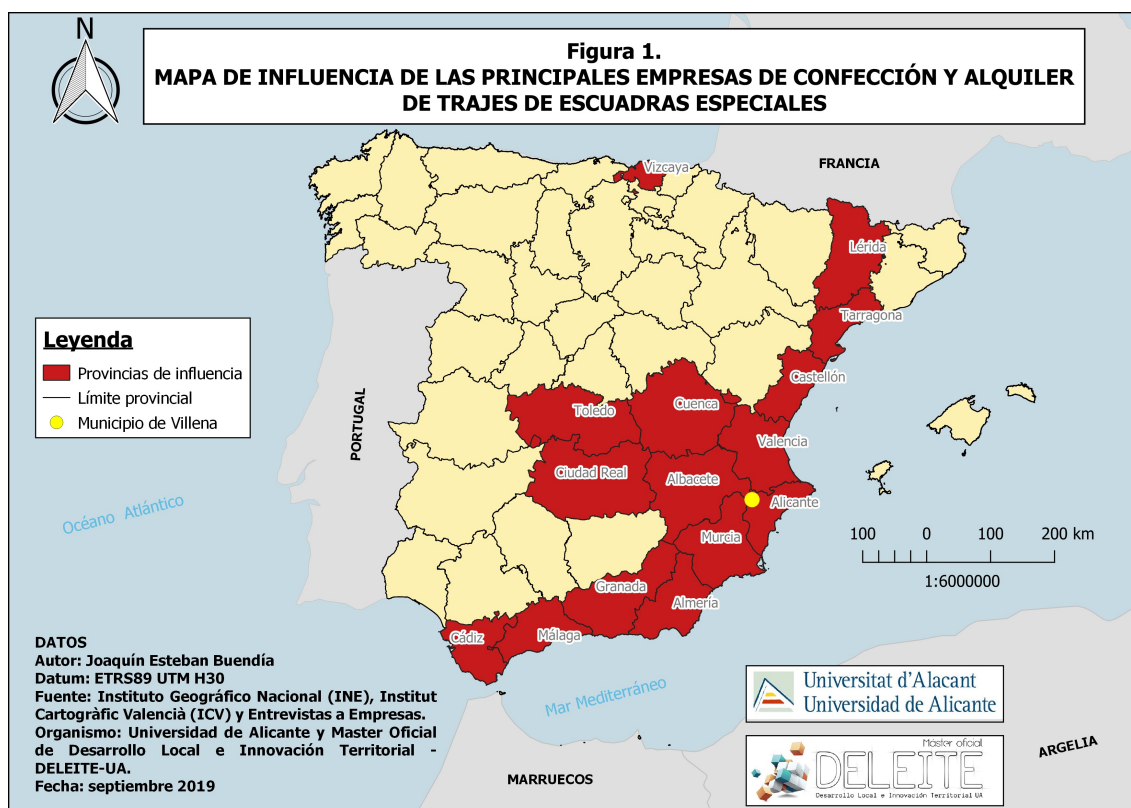 N
Figura 1.
MAPA DE INFLUENCIA DE LAS PRINCIPALES EMPRESAS DE CONFECCIÓN Y ALQUILER
DE TRAJES DE ESCUADRAS ESPECIALES
Vizcaya
FRANCIA
Lérida
Tarragona
Leyenda
Provincias de influencia
Límite provincial
Municipio de Villena
Castellón
Toledo
Cuenca
Valencia
PORTUGAL
Ciudad Real
Albacete
Alicante
Océano Atlántico
Murcia
100 0 100 200 km
1:6000000
Granada
Almería
Cádiz
Málaga
DATOS
Autor: Joaquín Esteban Buendía
Datum: ETRS89 UTM H30
Fuente: Instituto Geográfico Nacional (INE), Institut
Cartogràfic Valencià (ICV) y Entrevistas a Empresas.
Organismo: Universidad de Alicante y Master Oficial
de Desarrollo Local e Innovación Territorial -
DELEITE-UA.
Fecha: septiembre 2019
Mar Mediterráneo
Universitat d'Alacant
Universidad de Alicante
Máster oficial
DELEITE
Desarrollo Local e Innovación Territorial UA
MARRUECOS
ARGELIA